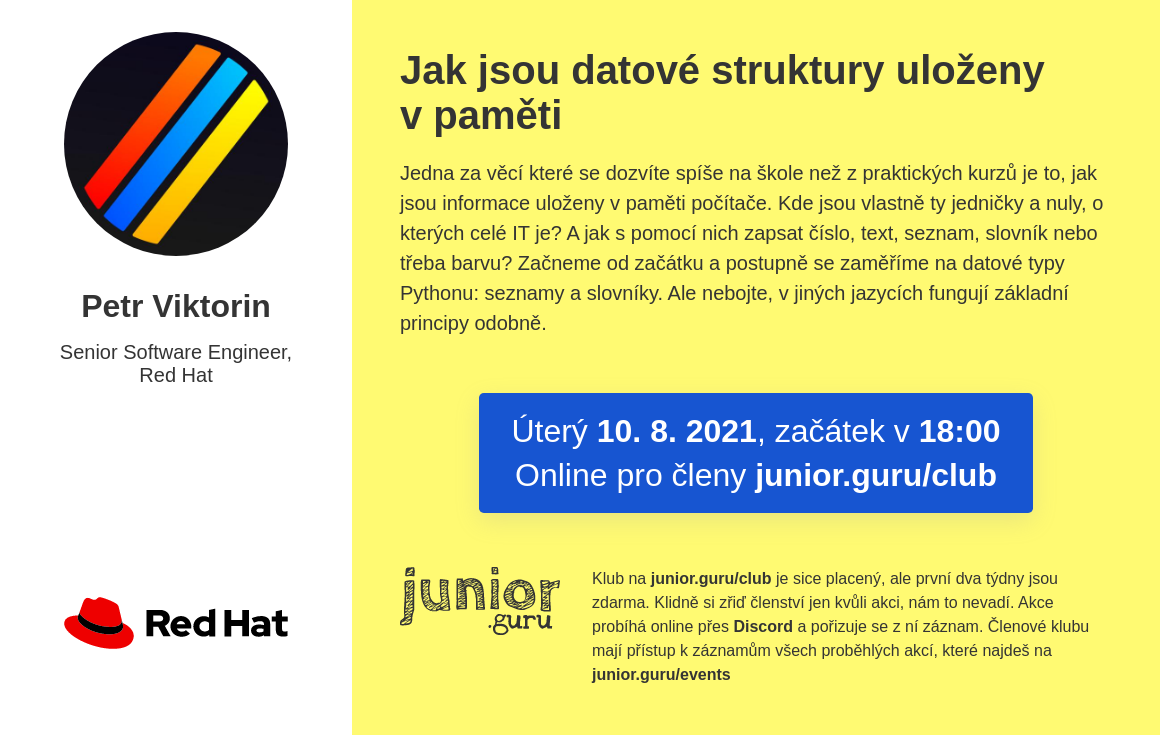 Petr Viktorin
Senior Software Engineer,
Red Hat
Red Hat
Jak jsou datové struktury uloženy
v paměti
Jedna za věcí které se dozvíte spíše na škole než z praktických kurzů je to, jak
jsou informace uloženy v paměti počítače. Kde jsou vlastně ty jedničky a nuly, o
kterých celé IT je? A jak s pomocí nich zapsat číslo, text, seznam, slovník nebo
třeba barvu? Začneme od začátku a postupně se zaměříme na datové typy
Pythonu: seznamy a slovníky. Ale nebojte, v jiných jazycích fungují základní
principy odobně.
Úterý 10. 8. 2021, začátek v 18:00
Online pro členy junior.guru/club
junior
.guru
Klub na junior.guru/club je sice placený, ale první dva týdny jsou
zdarma. Klidně si zřiď členství jen kvůli akci, nám to nevadí. Akce
probíhá online přes Discord a pořizuje se z ní záznam. Členové klubu
mají přístup k záznamům všech proběhlých akcí, které najdeš na
junior.guru/events